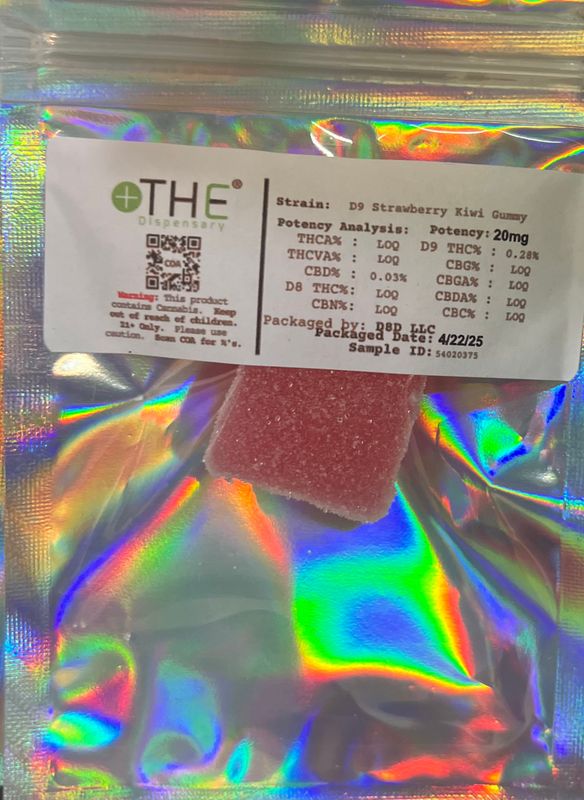 +THE®
Dispensary
COA
Warning: This product
contains Cannabis. Keep
out of reach of children.
21+ Only. Please use
caution. Scan COA for %'s.
Strain: D9 Strawberry Kiwi Gummy
Potency Analysis: Potency: 20mg
THCA% : LOQ D9 THC% : 0.28%
THCVA% : LOQ CBG% : LOQ
CBD% : 0.03% CBGA% : LOQ
D8 THC%: LOQ CBDA% : LOQ
CBN%: LOQ CBC% : LOQ
Packaged by: D8D LLC
Packaged Date: 4/22/25
Sample ID: 54020375